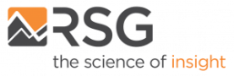 RSG
the science of insight